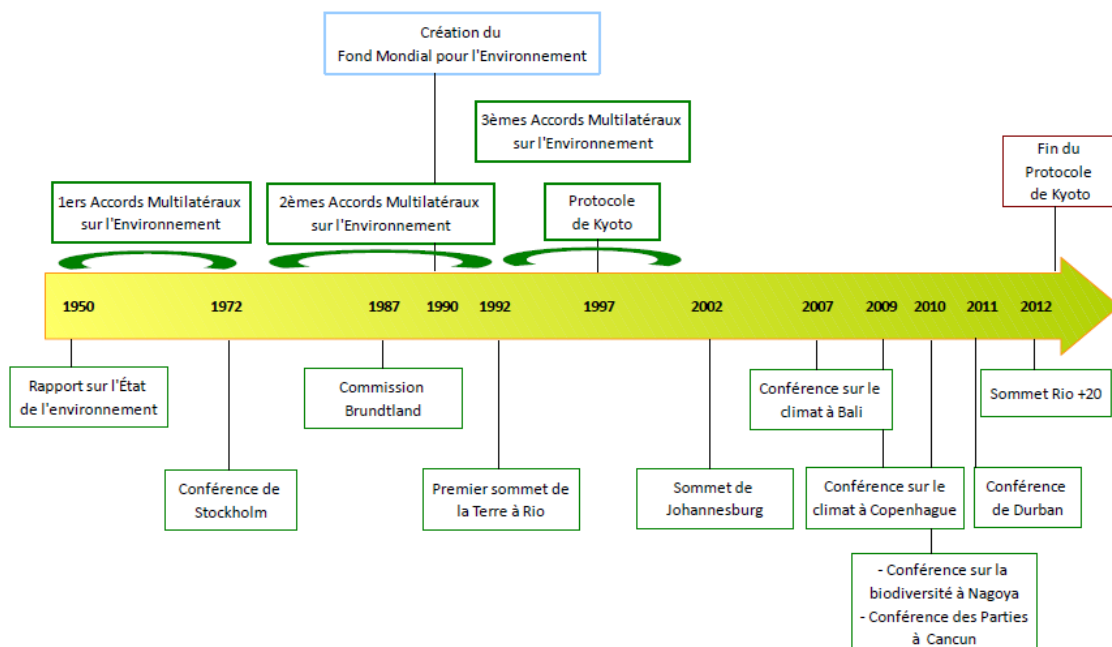 Création du
Fond Mondial pour l'Environnement
3èmes Accords Multilatéraux
sur l'Environnement
Fin du
Protocole
de Kyoto
1ers Accords Multilatéraux
sur l'Environnement
2èmes Accords Multilatéraux
sur l'Environnement
Protocole
de Kyoto
1950 1972 1987 1990 1992 1997 2002 2007 2009 2010 2011 2012
Rapport sur l'État
de l'environnement
Commission
Brundtland
Conférence sur le
climat à Bali
Sommet Rio +20
Conférence de
Stockholm
Premier sommet de
la Terre à Rio
Sommet de
Johannesburg
Conférence sur le
climat à Copenhague
Conférence
de Durban
- Conférence sur la
biodiversité à Nagoya
- Conférence des Parties
à Cancun